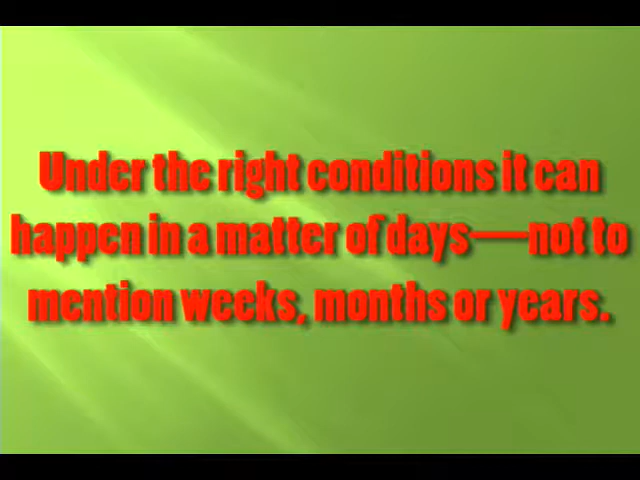 Under the right conditions it can
happen in a matter of days—not to
mention weeks, months or years.